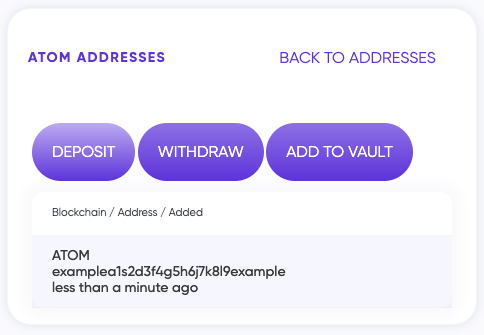 ATOM ADDRESSES
BACK TO ADDRESSES
DEPOSIT
WITHDRAW
ADD TO VAULT
Blockchain / Address / Added
ATOM
examplea1s2d3f4g5h6j7k8l9example
less than a minute ago